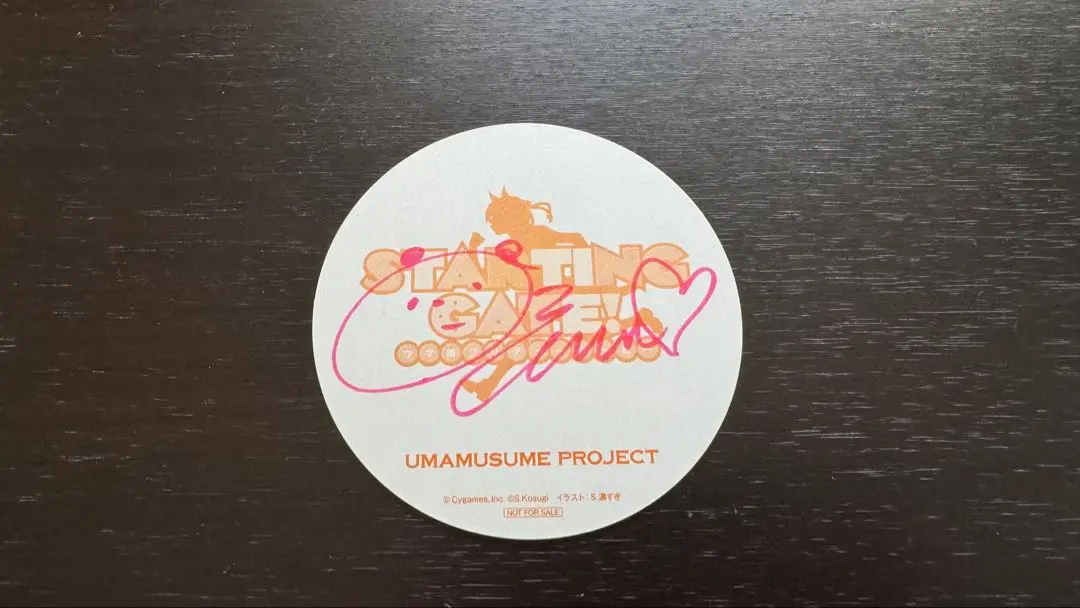 STARTING
GATE!
UMAMUSUME PROJECT
© Cygames, Inc. ©S.Kosugi イラスト：S.濃すぎ
NOT FOR SALE